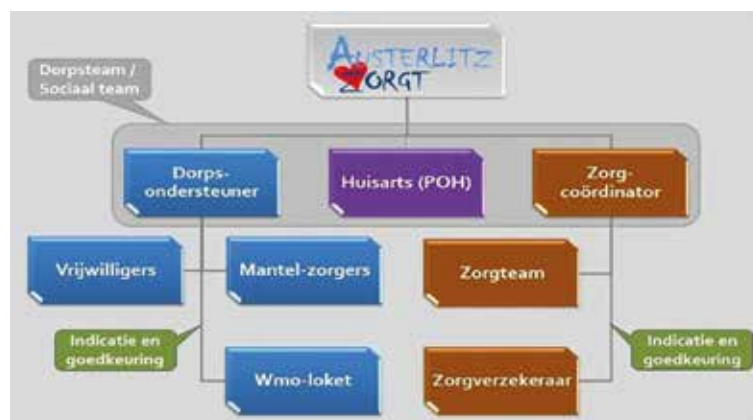 AUSTERLITZ
ZORGT
Dorpsteam /
Sociaal team
Dorps-
ondersteuner
Huisarts (POH)
Zorg-
coördinator
Vrijwilligers
Mantel-zorgers
Zorgteam
Indicatie en
goedkeuring
Indicatie en
goedkeuring
Wmo-loket
Zorgverzekeraar